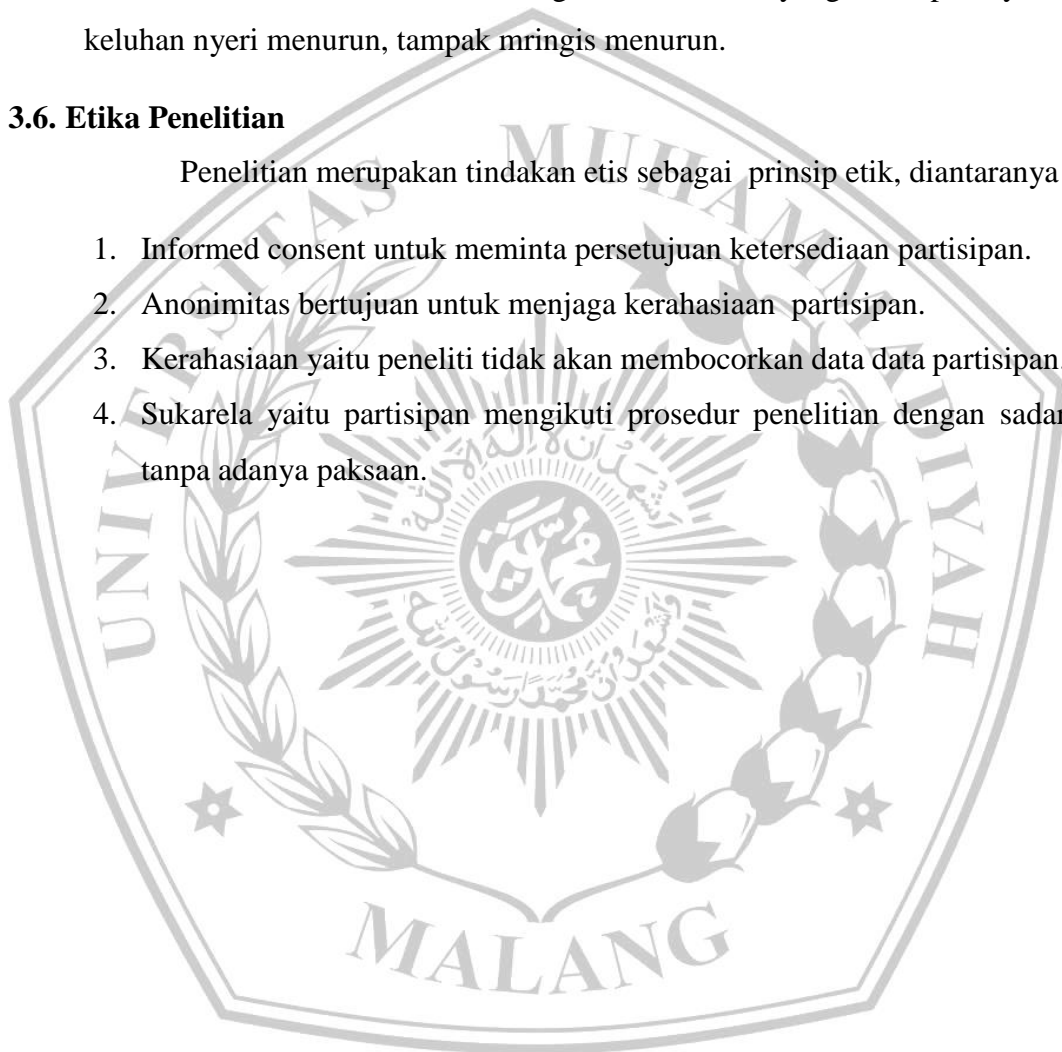 keluhan nyeri menurun, tampak mringis menurun.
3.6. Etika Penelitian
Penelitian merupakan tindakan etis sebagai prinsip etik, diantaranya
1. Informed consent untuk meminta persetujuan ketersediaan partisipan.
2. Anonimitas bertujuan untuk menjaga kerahasiaan partisipan.
3. Kerahasiaan yaitu peneliti tidak akan membocorkan data data partisipan.
4. Sukarela yaitu partisipan mengikuti prosedur penelitian dengan sadar
tanpa adanya paksaan.
UNIVERSITAS MUHAMMADIYAH
MALANG